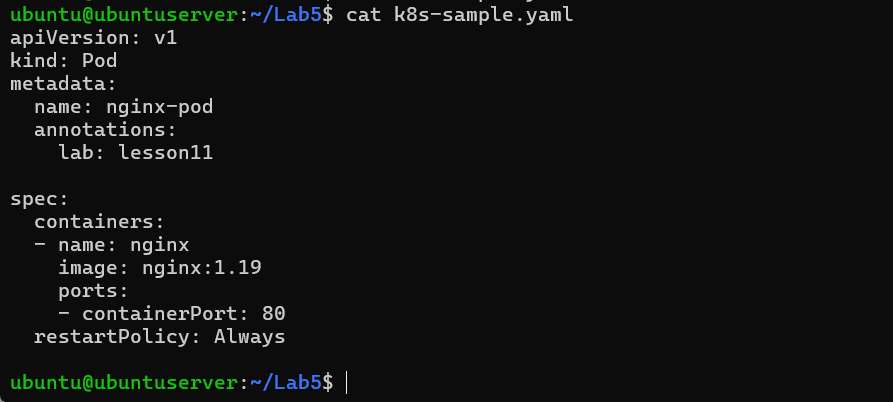 ubuntu@ubuntuserver:~/Lab5$ cat k8s-sample.yaml
apiVersion: v1
kind: Pod
metadata:
  name: nginx-pod
  annotations:
    lab: lesson11

spec:
  containers:
  - name: nginx
    image: nginx:1.19
    ports:
    - containerPort: 80
  restartPolicy: Always

ubuntu@ubuntuserver:~/Lab5$